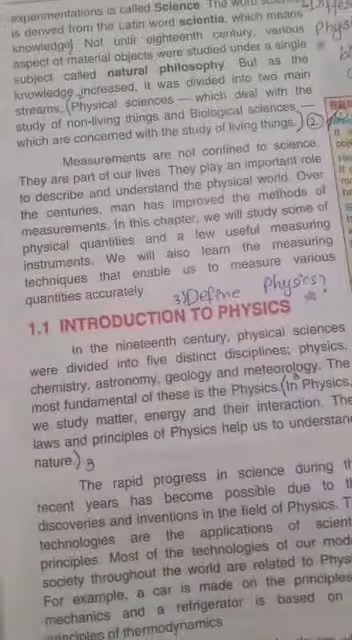 experimentations is called Science. The word
is derived from the Latin word scientia, which means
knowledge) Not until eighteenth century, various
aspect of material objects were studied under a single
subject called natural philosophy. But as the
knowledge increased, it was divided into two main
streams; (Physical sciences — which deal with the
study of non-living things and Biological sciences —
which are concerned with the study of living things.) 2
Measurements are not confined to science.
They are part of our lives. They play an important role
to describe and understand the physical world. Over
the centuries, man has improved the methods of
measurements. In this chapter, we will study some of
physical quantities and a few useful measuring
instruments. We will also learn the measuring
techniques that enable us to measure various
quantities accurately
3) Define Physics?
1.1 INTRODUCTION TO PHYSICS
In the nineteenth century, physical sciences
were divided into five distinct disciplines; physics,
chemistry, astronomy, geology and meteorology. The
most fundamental of these is the Physics. (In Physics,
we study matter, energy and their interaction. The
laws and principles of Physics help us to understand
nature.) 3
The rapid progress in science during
recent years has become possible due to
discoveries and inventions in the field of Physics.
technologies are the applications of
principles. Most of the technologies of our
society throughout the world are related to
For example, a car is made on the principles
mechanics and a refrigerator is based on
principles of thermodynamics